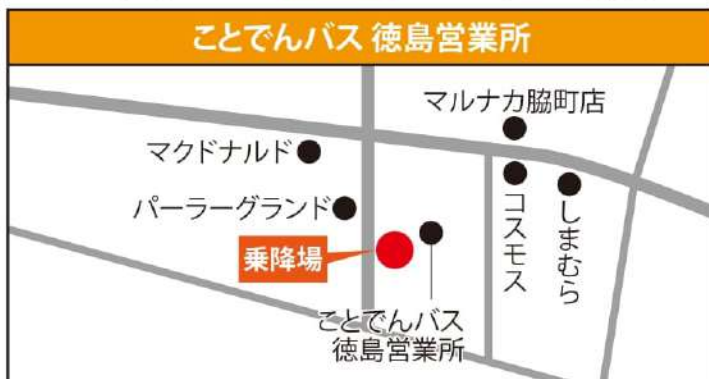 ことでんバス 徳島営業所
マルナカ脇町店
マクドナルド
パーラーグランド
コスモス
しまむら
乗降場
ことでんバス
徳島営業所